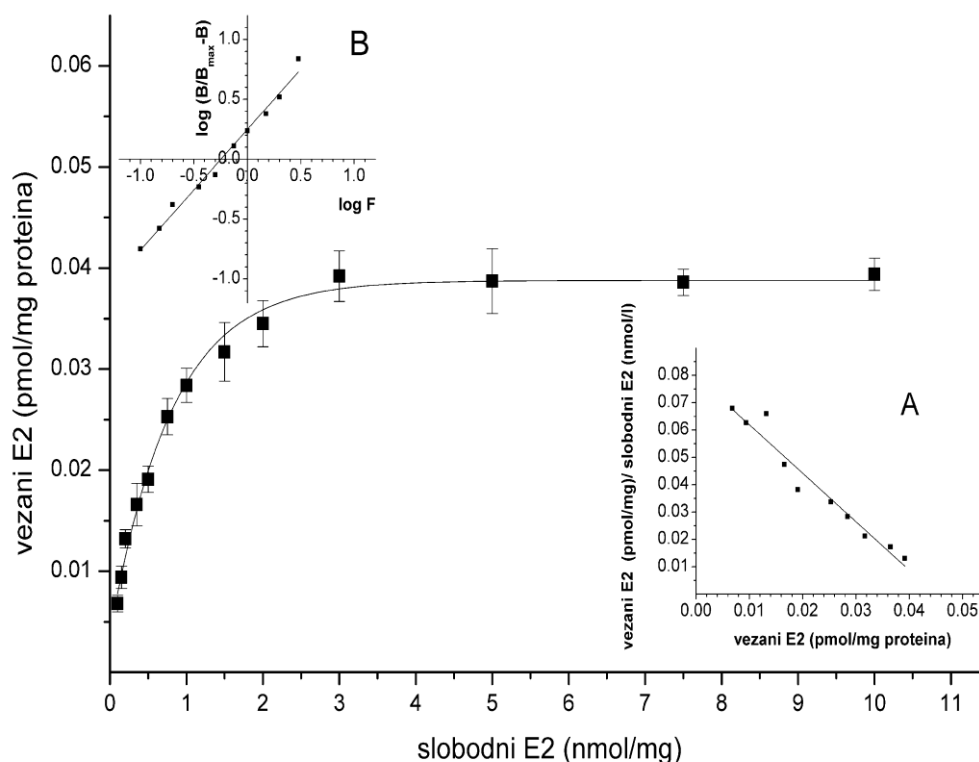 vezani E2 (pmol/mg proteina)
0.06
0.05
0.04
0.03
0.02
0.01
0 1 2 3 4 5 6 7 8 9 10 11
slobodni E2 (nmol/mg)
B
log (B/Bmax-B)
1.0
0.5
0.0
-0.5
-1.0
-1.0 -0.5 0.0 0.5 1.0
log F
A
vezani E2 (pmol/mg)/ slobodni E2 (nmol/l)
0.08
0.07
0.06
0.05
0.04
0.03
0.02
0.01
0.00 0.01 0.02 0.03 0.04 0.05
vezani E2 (pmol/mg proteina)